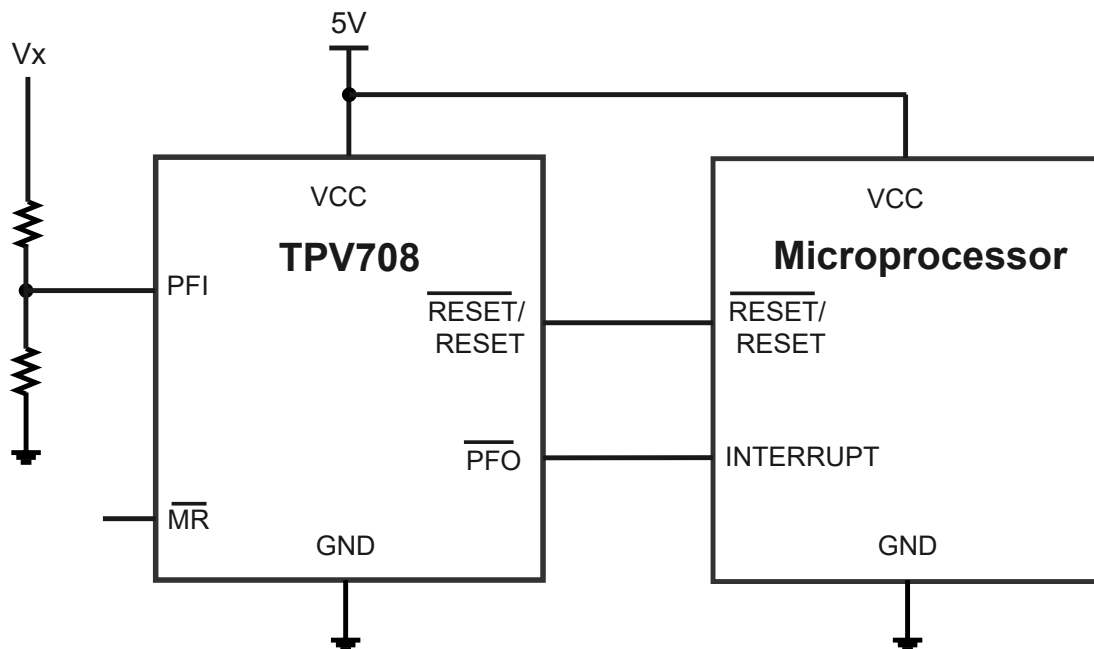 5V
Vx
VCC
TPV708
PFI
RESET/
RESET
PFO
MR
GND
VCC
Microprocessor
RESET/
RESET
INTERRUPT
GND